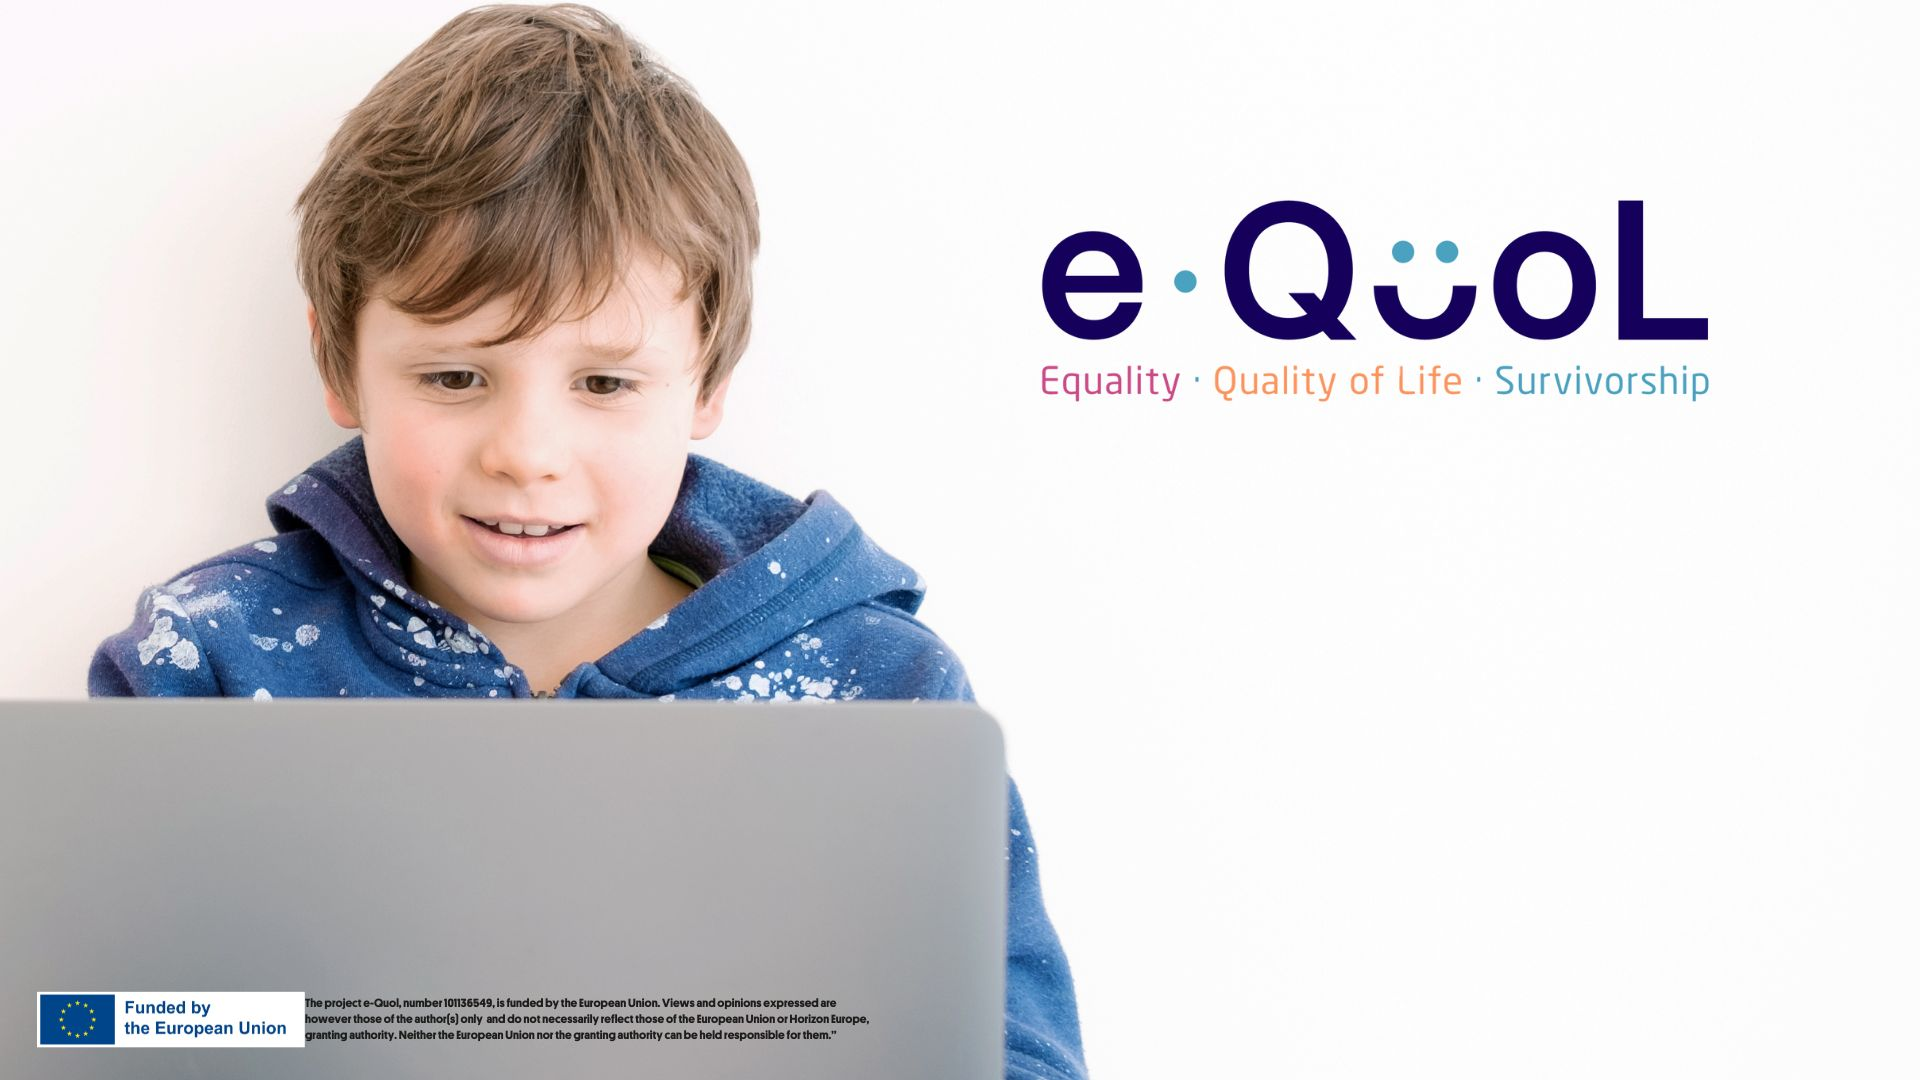 e·QüoL
Equality · Quality of Life · Survivorship
Funded by
the European Union
The project e-Quol, number 101136549, is funded by the European Union. Views and opinions expressed are
however those of the author(s) only and do not necessarily reflect those of the European Union or Horizon Europe,
granting authority. Neither the European Union nor the granting authority can be held responsible for them.”